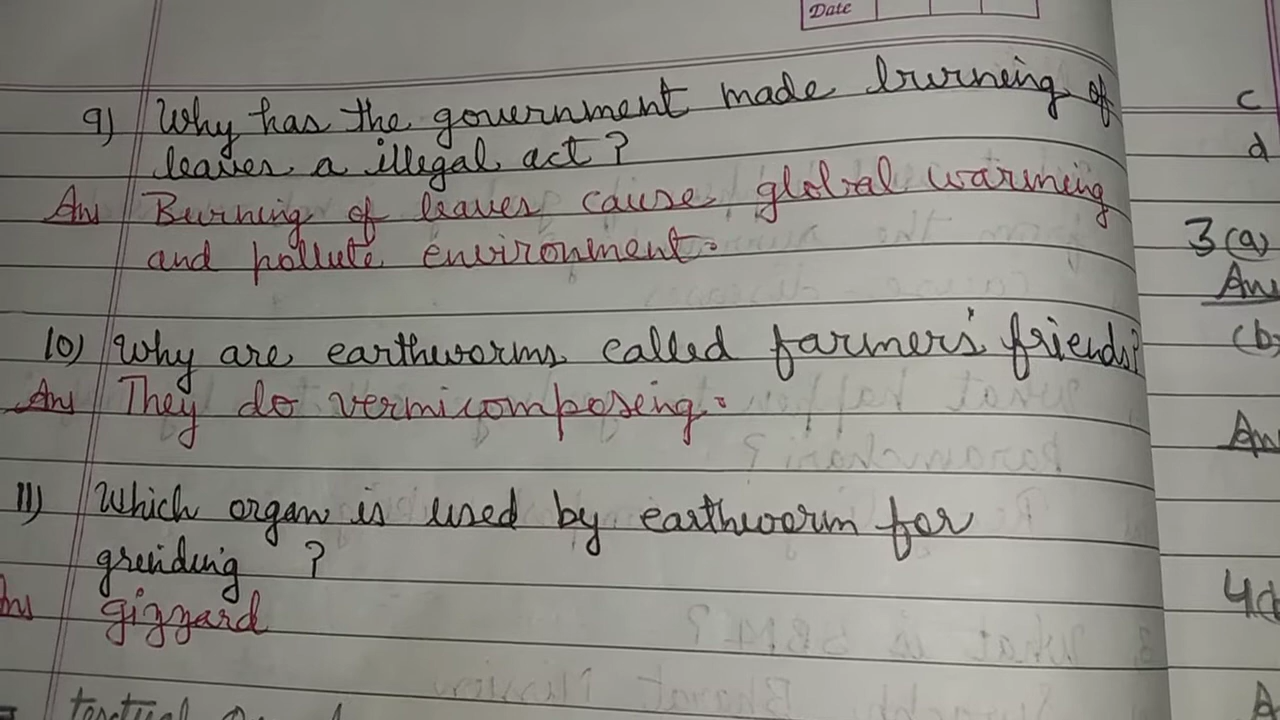 Date
9) Why has the government made burning of
leaves a illegal act?
Ans Burning of leaves cause global warming
and pollute environment.
10) Why are earthworms called farmers' friends?
Ans They do vermicomposing.
11) Which organ is used by earthworm for
grinding ?
Ans gizzard
c
d
3(a)
Ans
(b)
Ans